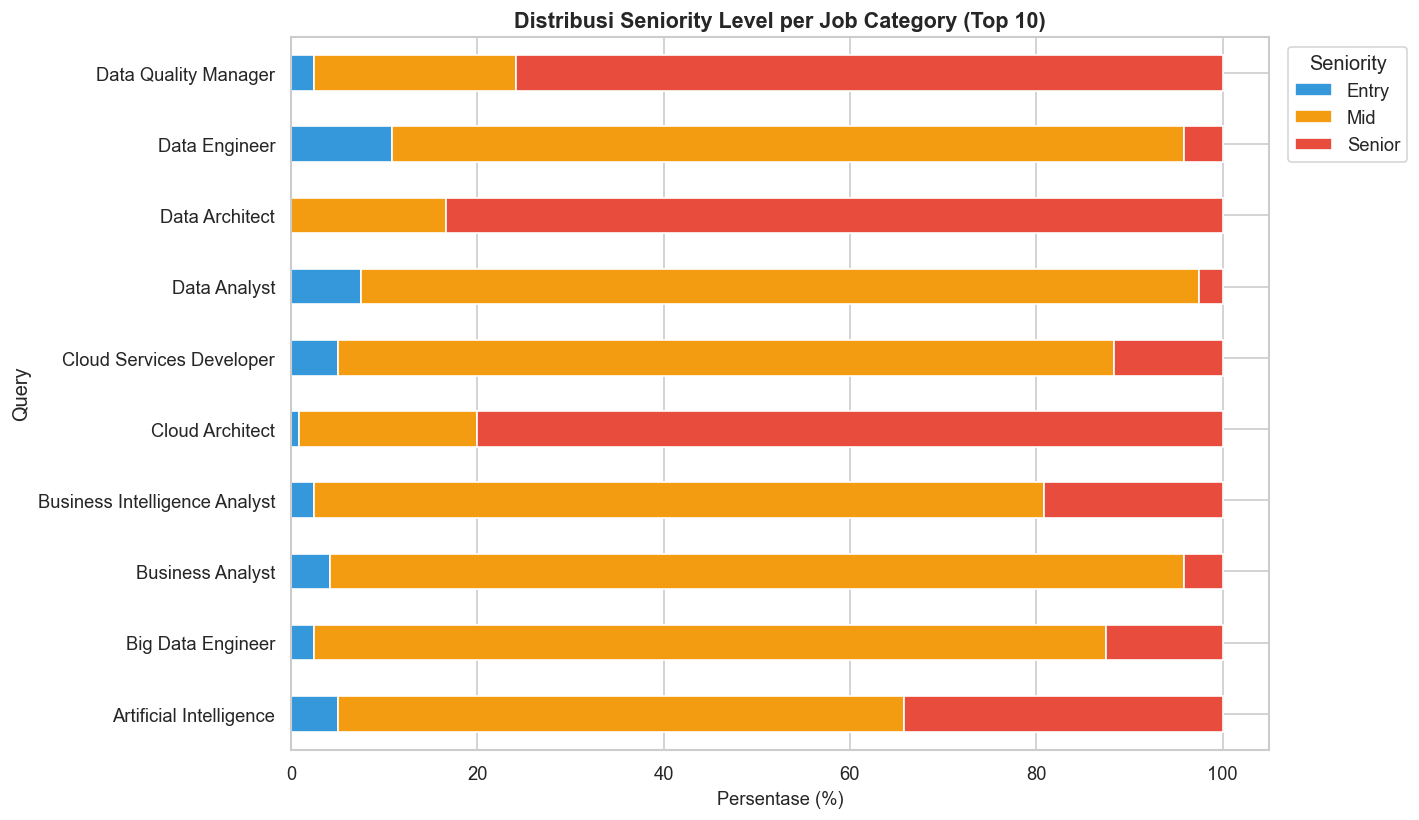 Distribusi Seniority Level per Job Category (Top 10)
Seniority
Entry
Mid
Senior
Query
Data Quality Manager
Data Engineer
Data Architect
Data Analyst
Cloud Services Developer
Cloud Architect
Business Intelligence Analyst
Business Analyst
Big Data Engineer
Artificial Intelligence
0 20 40 60 80 100
Persentase (%)